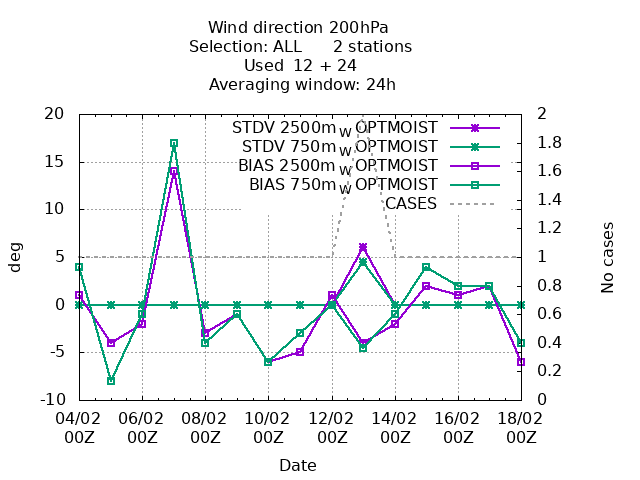 Wind direction 200hPa
Selection: ALL 2 stations
Used 12 + 24
Averaging window: 24h
STDV 2500m W OPTMOIST
STDV 750m W OPTMOIST
BIAS 2500m W OPTMOIST
BIAS 750m W OPTMOIST
CASES
20
15
10
5
0
-5
-10
deg
2
1.8
1.6
1.4
1.2
1
0.8
0.6
0.4
0.2
0
No cases
04/02 06/02 08/02 10/02 12/02 14/02 16/02 18/02
00Z 00Z 00Z 00Z 00Z 00Z 00Z 00Z
Date